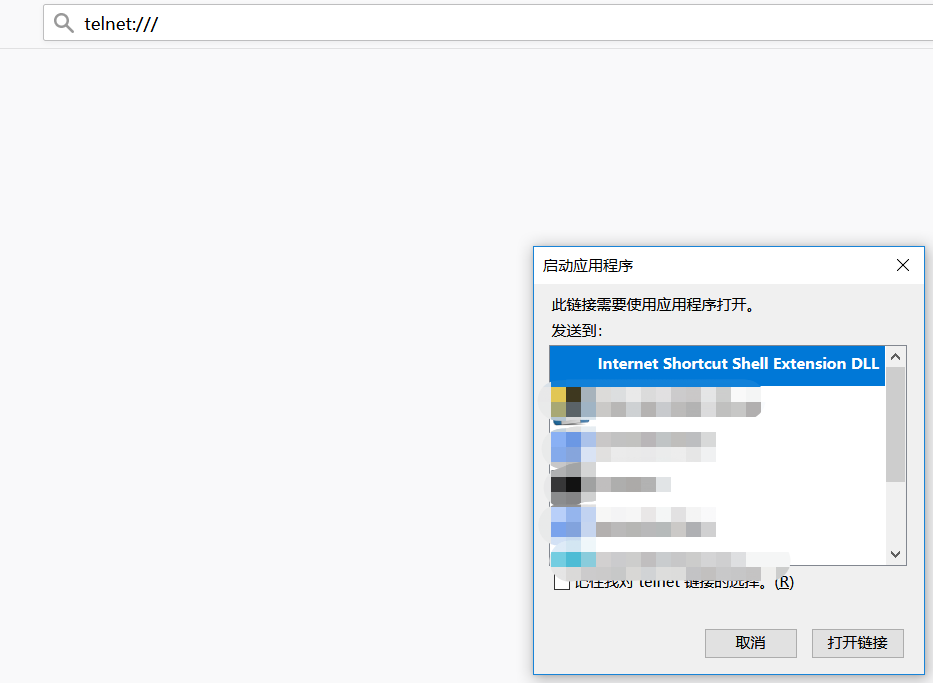 telnet:///
启动应用程序
此链接需要使用应用程序打开。
发送到:
Internet Shortcut Shell Extension DLL
记住我对 telnet 链接的选择。(R)
取消
打开链接